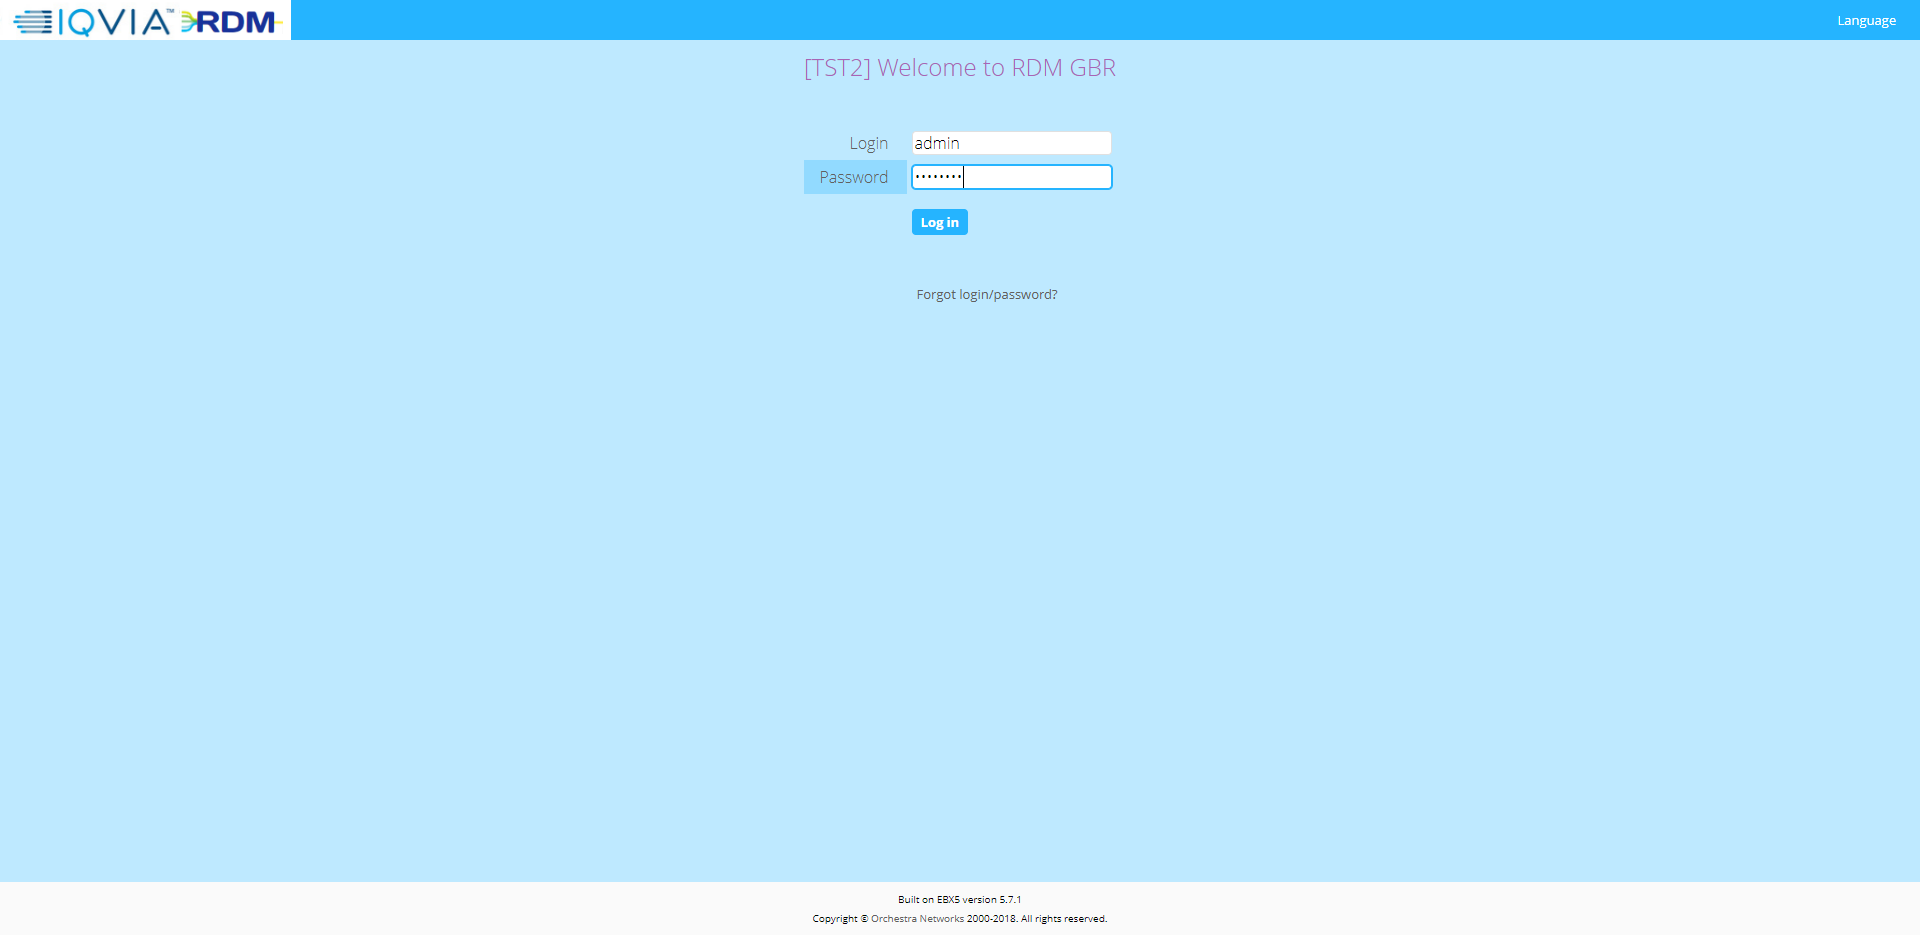 IQVIA™ RDM
Language
[TST2] Welcome to RDM GBR
Login admin
Password ••••••••
Log in
Forgot login/password?
Built on EBX5 version 5.7.1
Copyright © Orchestra Networks 2000-2018. All rights reserved.